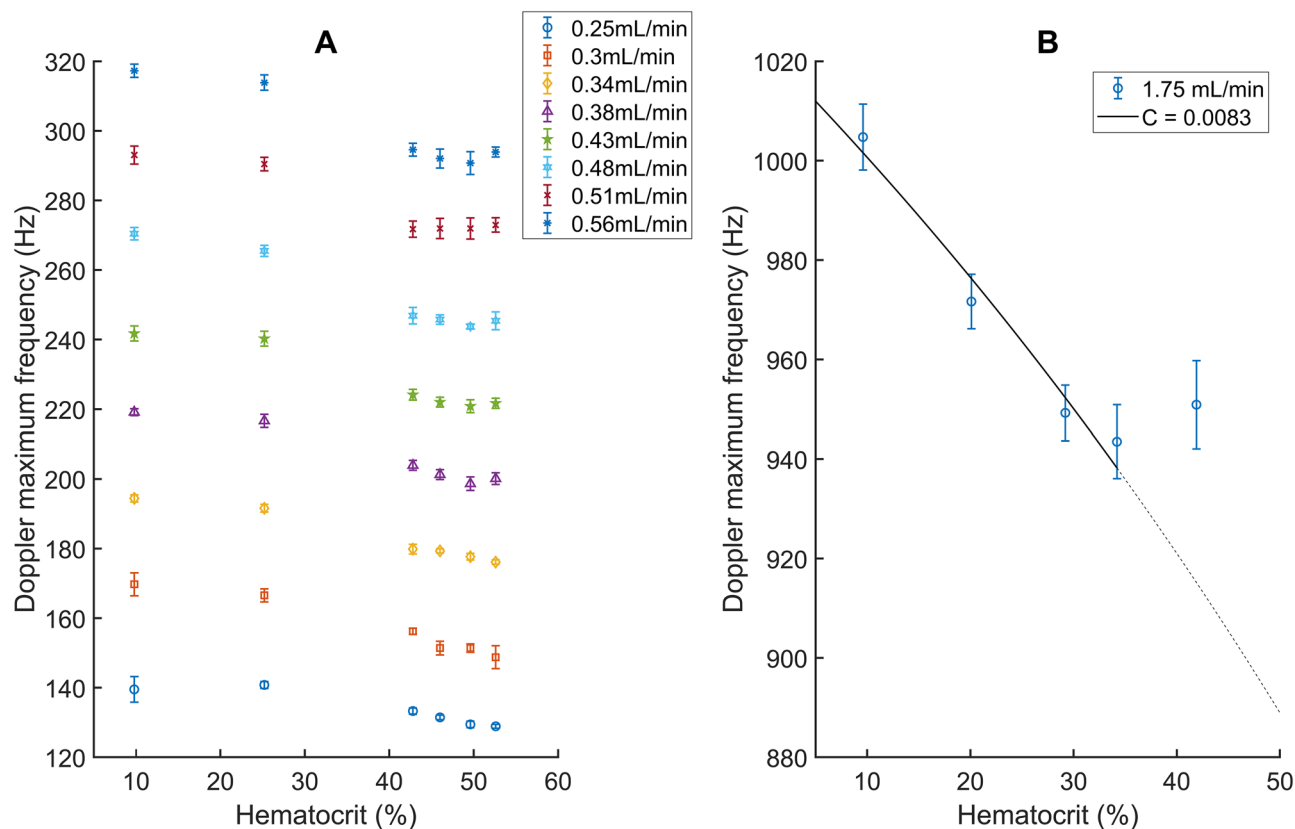 A
0.25mL/min
0.3mL/min
0.34mL/min
0.38mL/min
0.43mL/min
0.48mL/min
0.51mL/min
0.56mL/min
320
300
280
260
240
220
200
180
160
140
120
Doppler maximum frequency (Hz)
10 20 30 40 50 60
Hematocrit (%)
B
1.75 mL/min
C = 0.0083
1020
1000
980
960
940
920
900
880
Doppler maximum frequency (Hz)
10 20 30 40 50
Hematocrit (%)